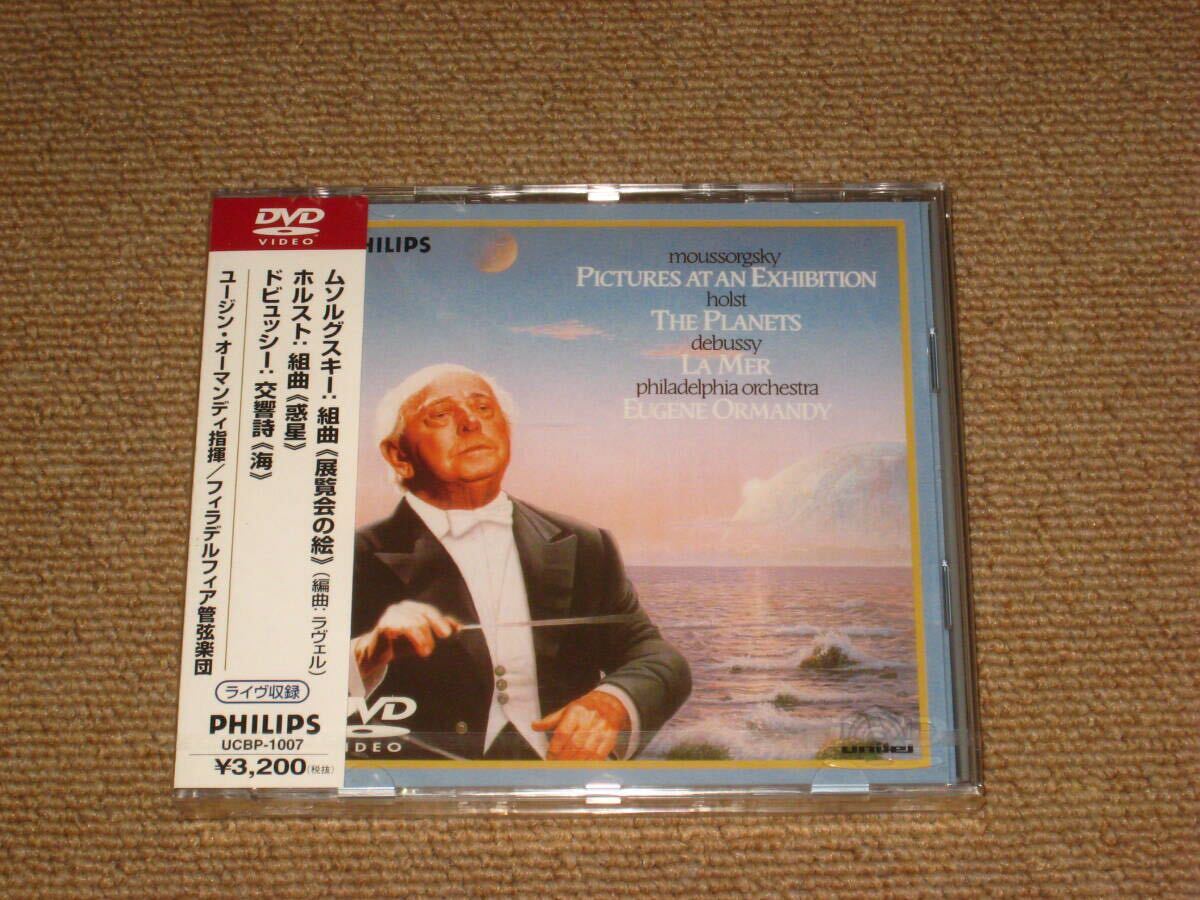 DVD
VIDEO
ムソルグスキー：組曲《展覧会の絵》（編曲：ラヴェル）
ホルスト：組曲《惑星》
ドビュッシー：交響詩《海》
ユージン・オーマンディ指揮／フィラデルフィア管弦楽団
ライヴ収録
PHILIPS
UCBP-1007
¥3,200(税抜)
HILIPS
moussorgsky
PICTURES AT AN EXHIBITION
holst
THE PLANETS
debussy
LA MER
philadelphia orchestra
EUGENE ORMANDY
DVD
VIDEO
unitel